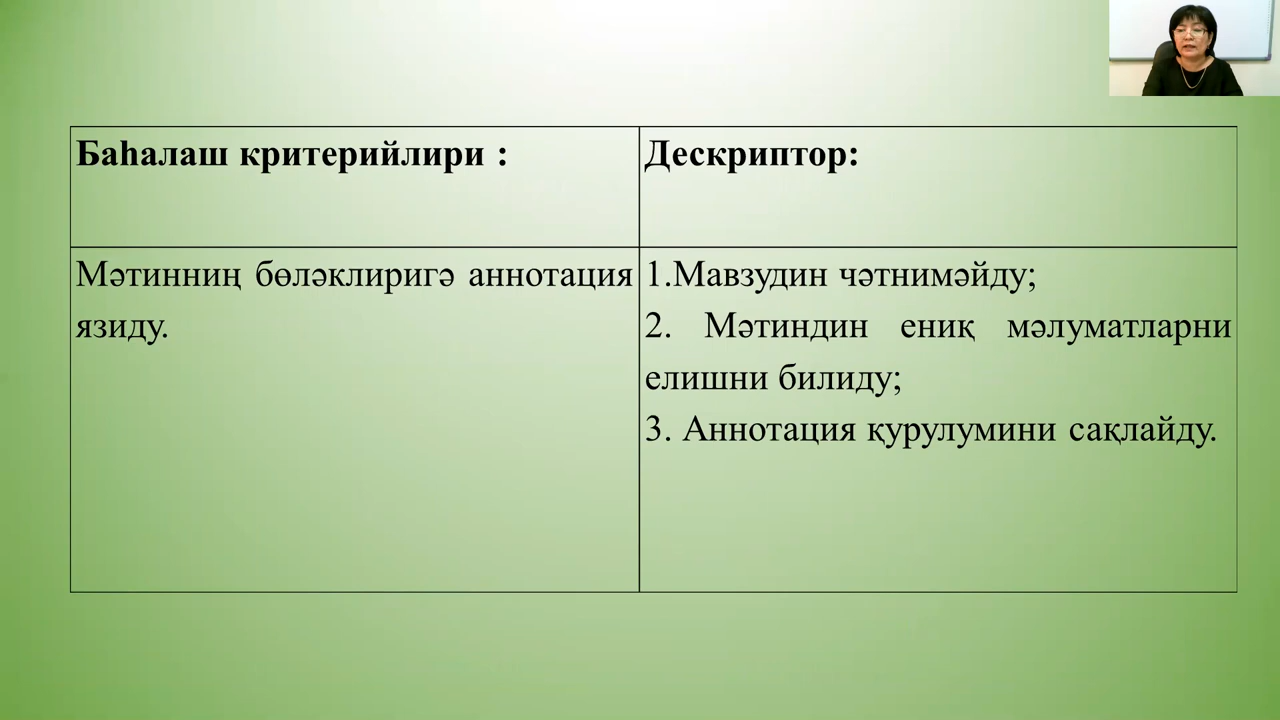 Баһалаш критерийлири :
Дескриптор:
Мәтинниң бөләклиригә аннотация
язиду.
1.Мавзудин чәтнимәйду;
2. Мәтиндин ениқ мәлуматларни
елишни билиду;
3. Аннотация қурулумини сақлайду.